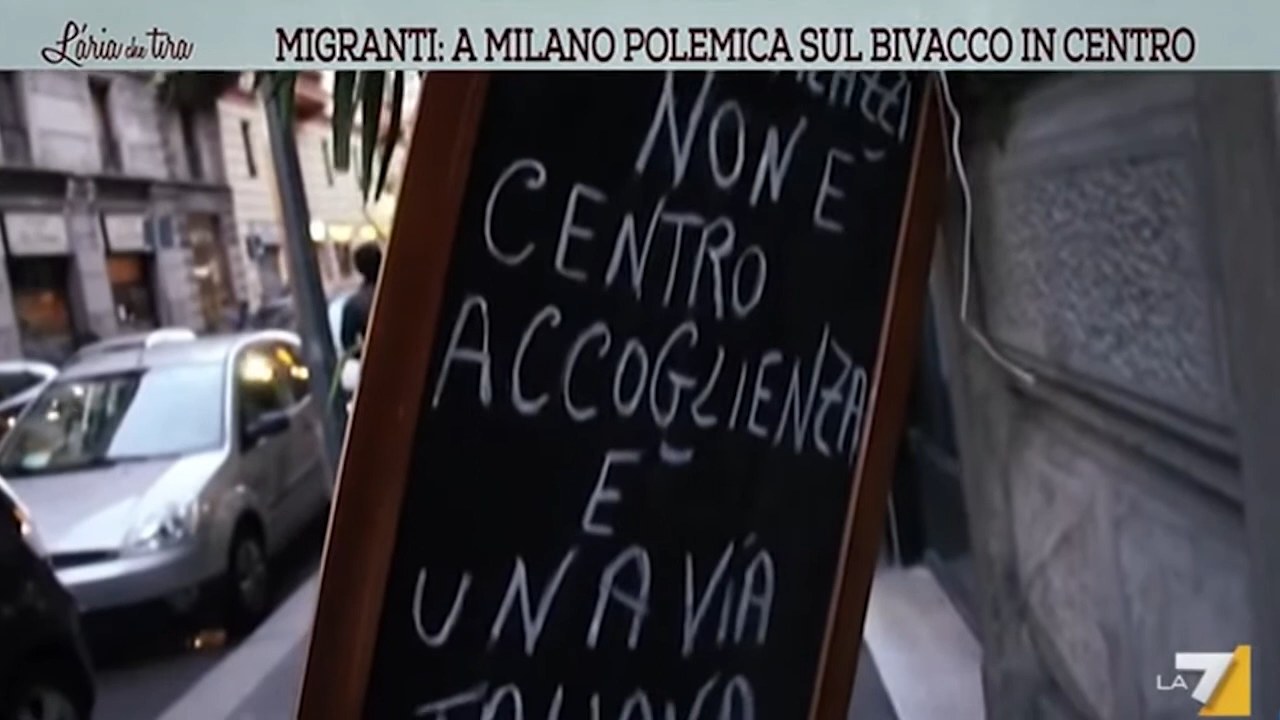 L'aria che tira
MIGRANTI: A MILANO POLEMICA SUL BIVACCO IN CENTRO
NON È
CENTRO
ACCOGLIENZA
È
UNA VIA
LA7